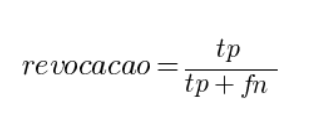 revocacao = tp / tp + fn